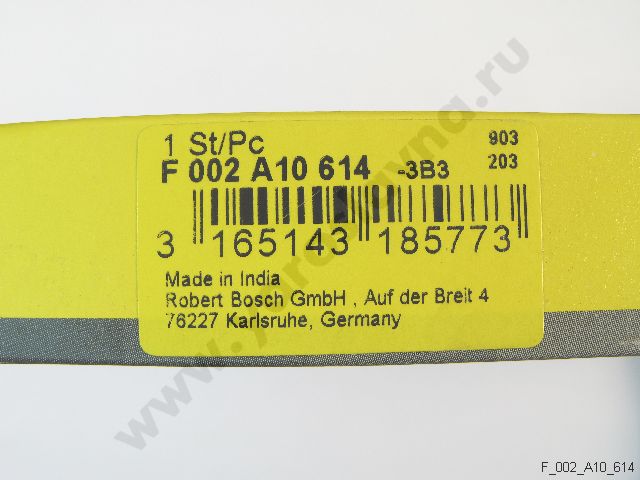 1 St/Pc 903
F 002 A10 614 -3B3 203
3 165143 185773
Made in India
Robert Bosch GmbH , Auf der Breit 4
76227 Karlsruhe, Germany
F_002_A10_614